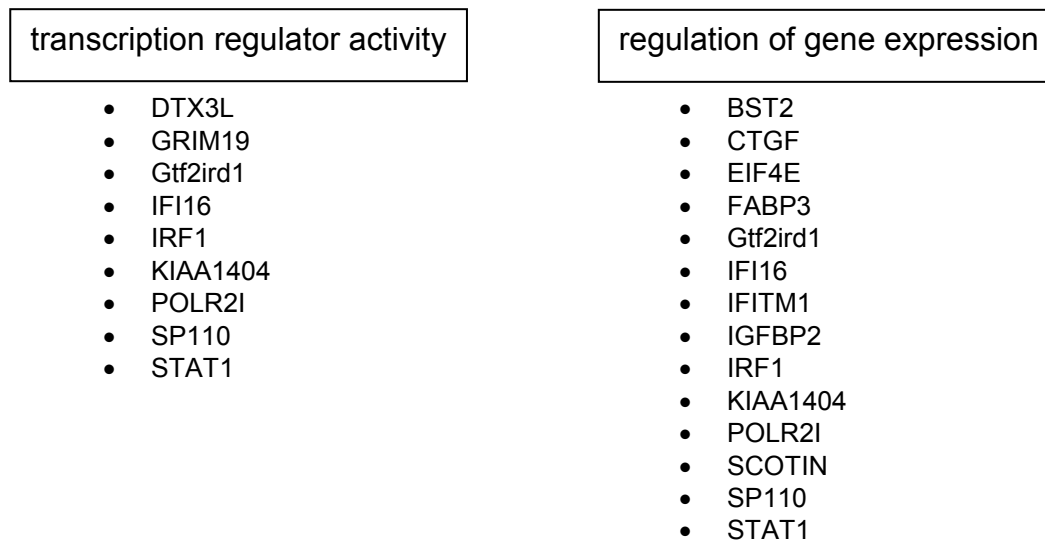 transcription regulator activity
• DTX3L
• GRIM19
• Gtf2ird1
• IFI16
• IRF1
• KIAA1404
• POLR2I
• SP110
• STAT1
regulation of gene expression
• BST2
• CTGF
• EIF4E
• FABP3
• Gtf2ird1
• IFI16
• IFITM1
• IGFBP2
• IRF1
• KIAA1404
• POLR2I
• SCOTIN
• SP110
• STAT1